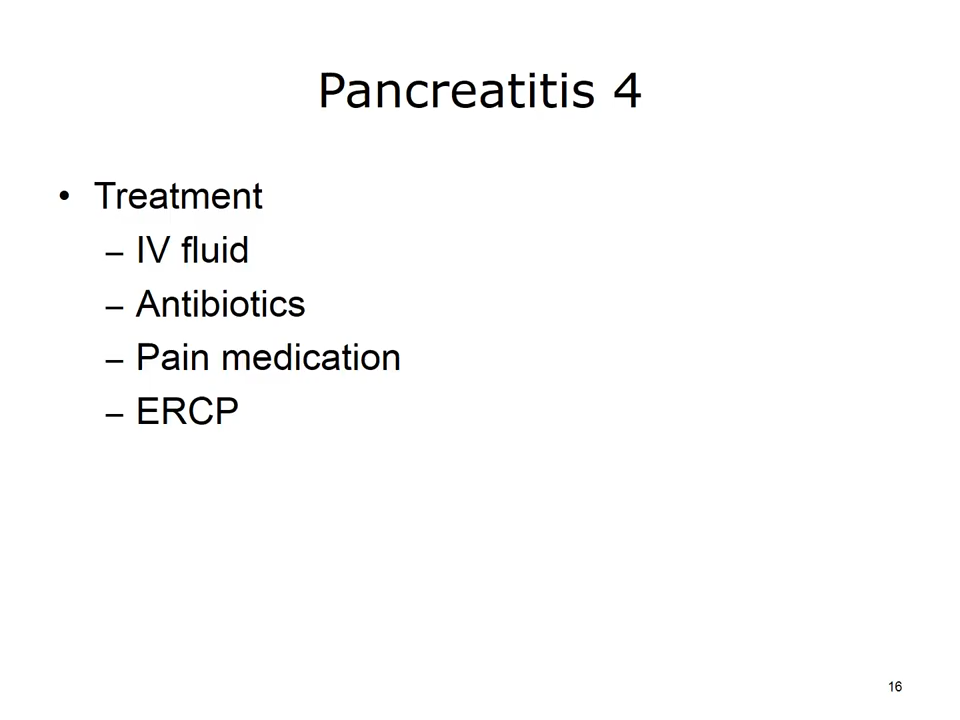 Pancreatitis 4
• Treatment
– IV fluid
– Antibiotics
– Pain medication
– ERCP
16